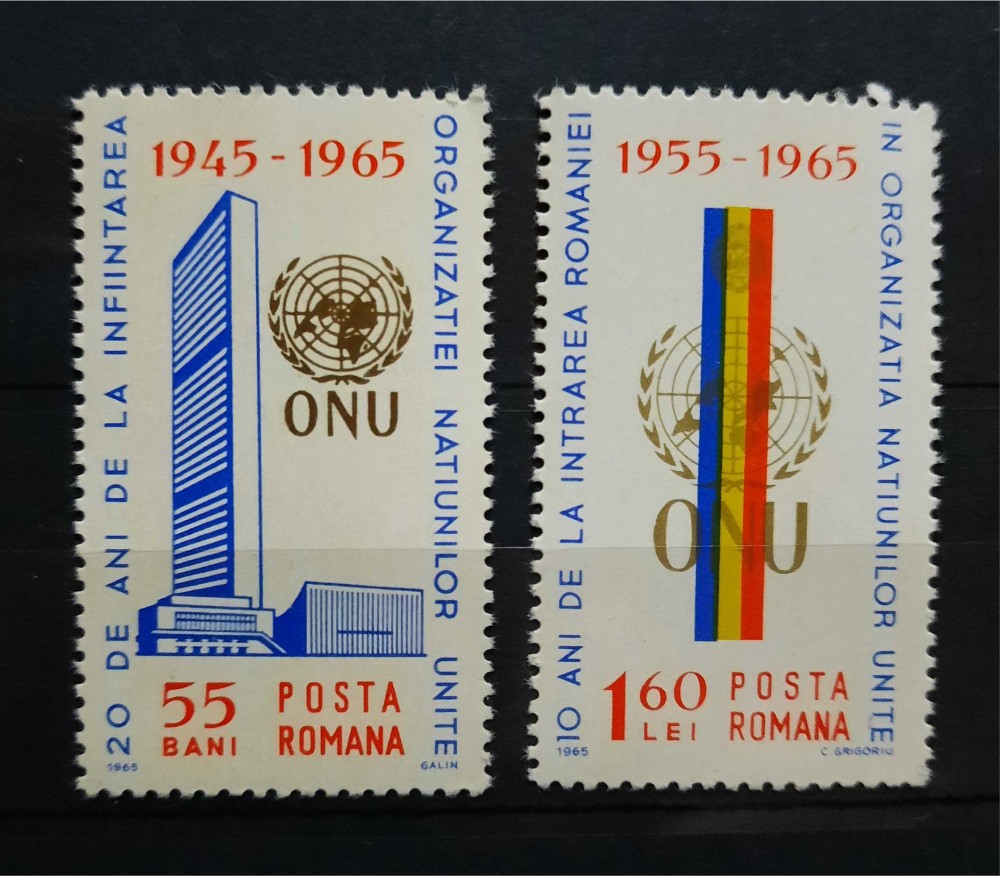 20 DE ANI DE LA INFIINTAREA
1945 - 1965
ORGANIZATIEI NATIUNILOR UNITE
ONU
55
BANI
POSTA
ROMANA
1965
GALIN
10 ANI DE LA INTRAREA ROMANIEI
1955 - 1965
IN ORGANIZATIA NATIUNILOR UNITE
ONU
1 60
LEI
POSTA
ROMANA
1965
C GRIGORIU